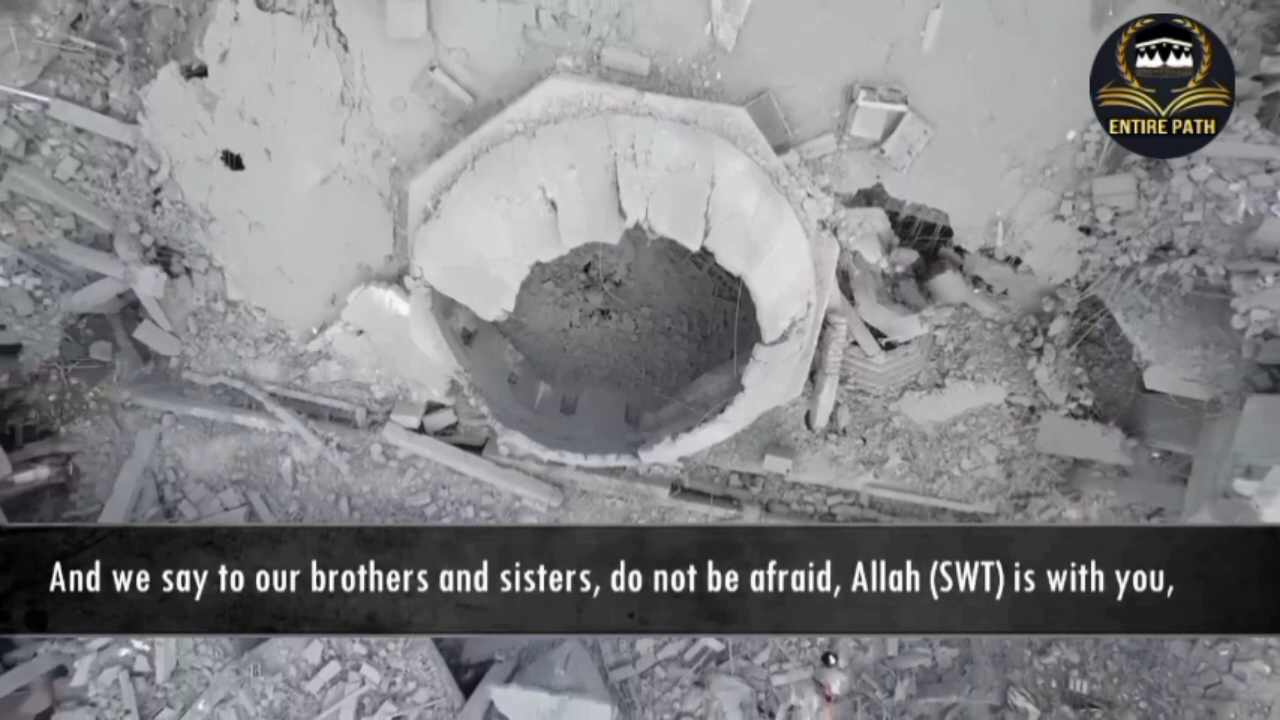 ENTIRE PATH
And we say to our brothers and sisters, do not be afraid, Allah (SWT) is with you,